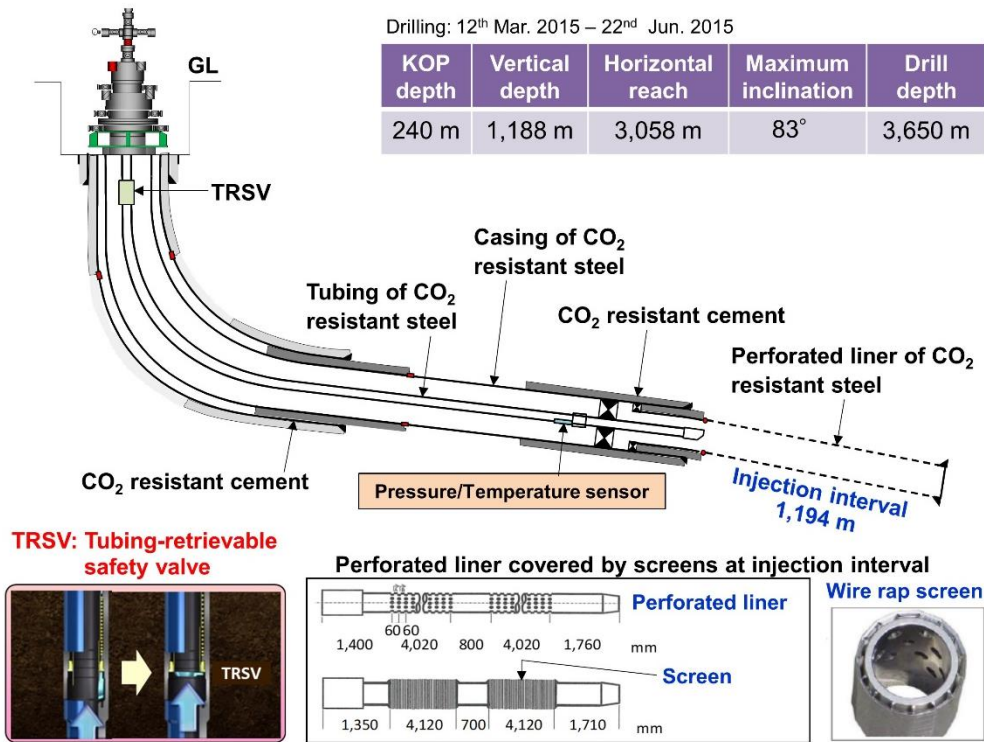 Drilling: 12th Mar. 2015 – 22nd Jun. 2015
KOP depth
Vertical depth
Horizontal reach
Maximum inclination
Drill depth
240 m
1,188 m
3,058 m
83°
3,650 m
GL
TRSV
Casing of CO2
resistant steel
Tubing of CO2
resistant steel
CO2 resistant cement
Perforated liner of CO2
resistant steel
CO2 resistant cement
Pressure/Temperature sensor
Injection interval
1,194 m
TRSV: Tubing-retrievable
safety valve
TRSV
Perforated liner covered by screens at injection interval
Perforated liner
60 60
1,400 4,020 800 4,020 1,760 mm
Screen
1,350 4,120 700 4,120 1,710 mm
Wire rap screen